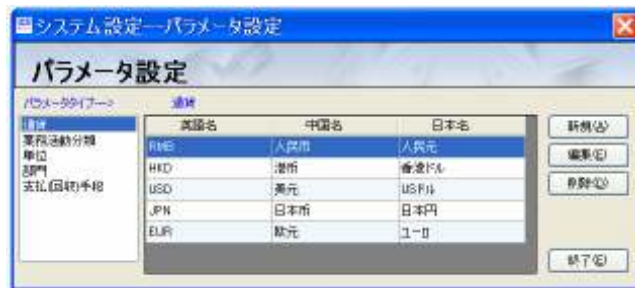 システム設定--パラメータ設定
パラメータ設定
パラメータタイプ--> 通貨
通貨
業務活動分類
単位
部門
支払(回収)手段
英語名 中国名 日本名
RMB 人民币 人民元
HKD 港币 香港ドル
USD 美元 USドル
JPN 日本币 日本円
EUR 欧元 ユーロ
新規(A)
編集(E)
削除(D)
終了(E)